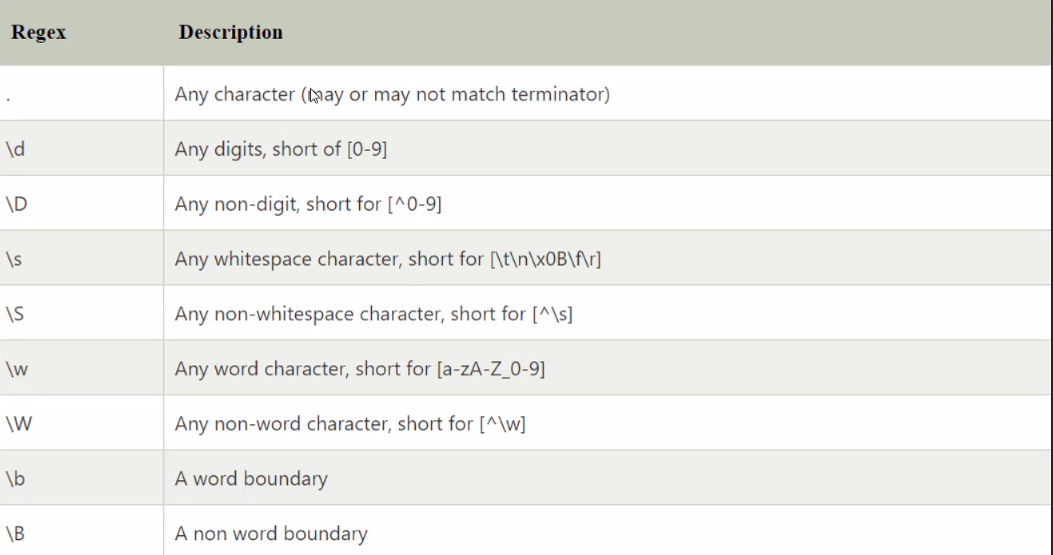 Regex Description
. Any character (may or may not match terminator)
\d Any digits, short of [0-9]
\D Any non-digit, short for [^0-9]
\s Any whitespace character, short for [\t\n\x0B\f\r]
\S Any non-whitespace character, short for [^\s]
\w Any word character, short for [a-zA-Z_0-9]
\W Any non-word character, short for [^\w]
\b A word boundary
\B A non word boundary